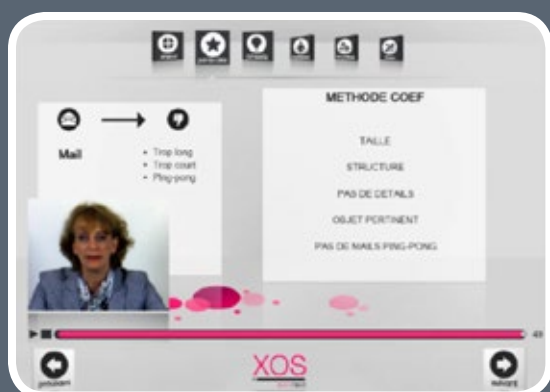 Mail
• Trop long
• Trop court
• Ping-pong
METHODE COEF
TAILLE
STRUCTURE
PAS DE DETAILS
OBJET PERTINENT
PAS DE MAILS PING-PONG
XOS